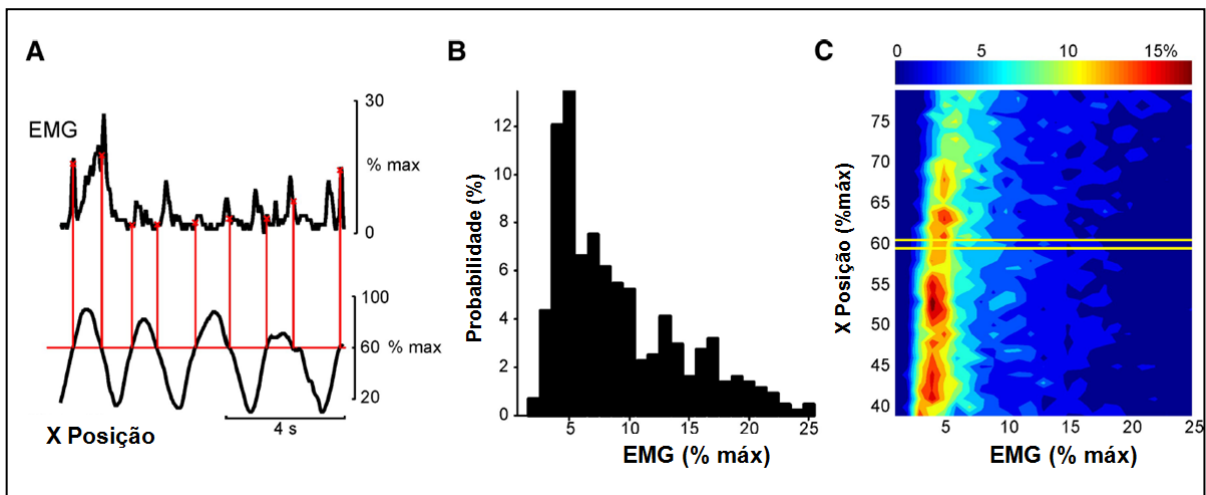 A
EMG
30
% max
0
100
60 % max
20
X Posição
4 s
B
Probabilidade (%)
12
10
8
6
4
2
0
5 10 15 20 25
EMG (% máx)
C
0 5 10 15%
X Posição (%máx)
75
70
65
60
55
50
45
40
5 10 15 20 25
EMG (% máx)